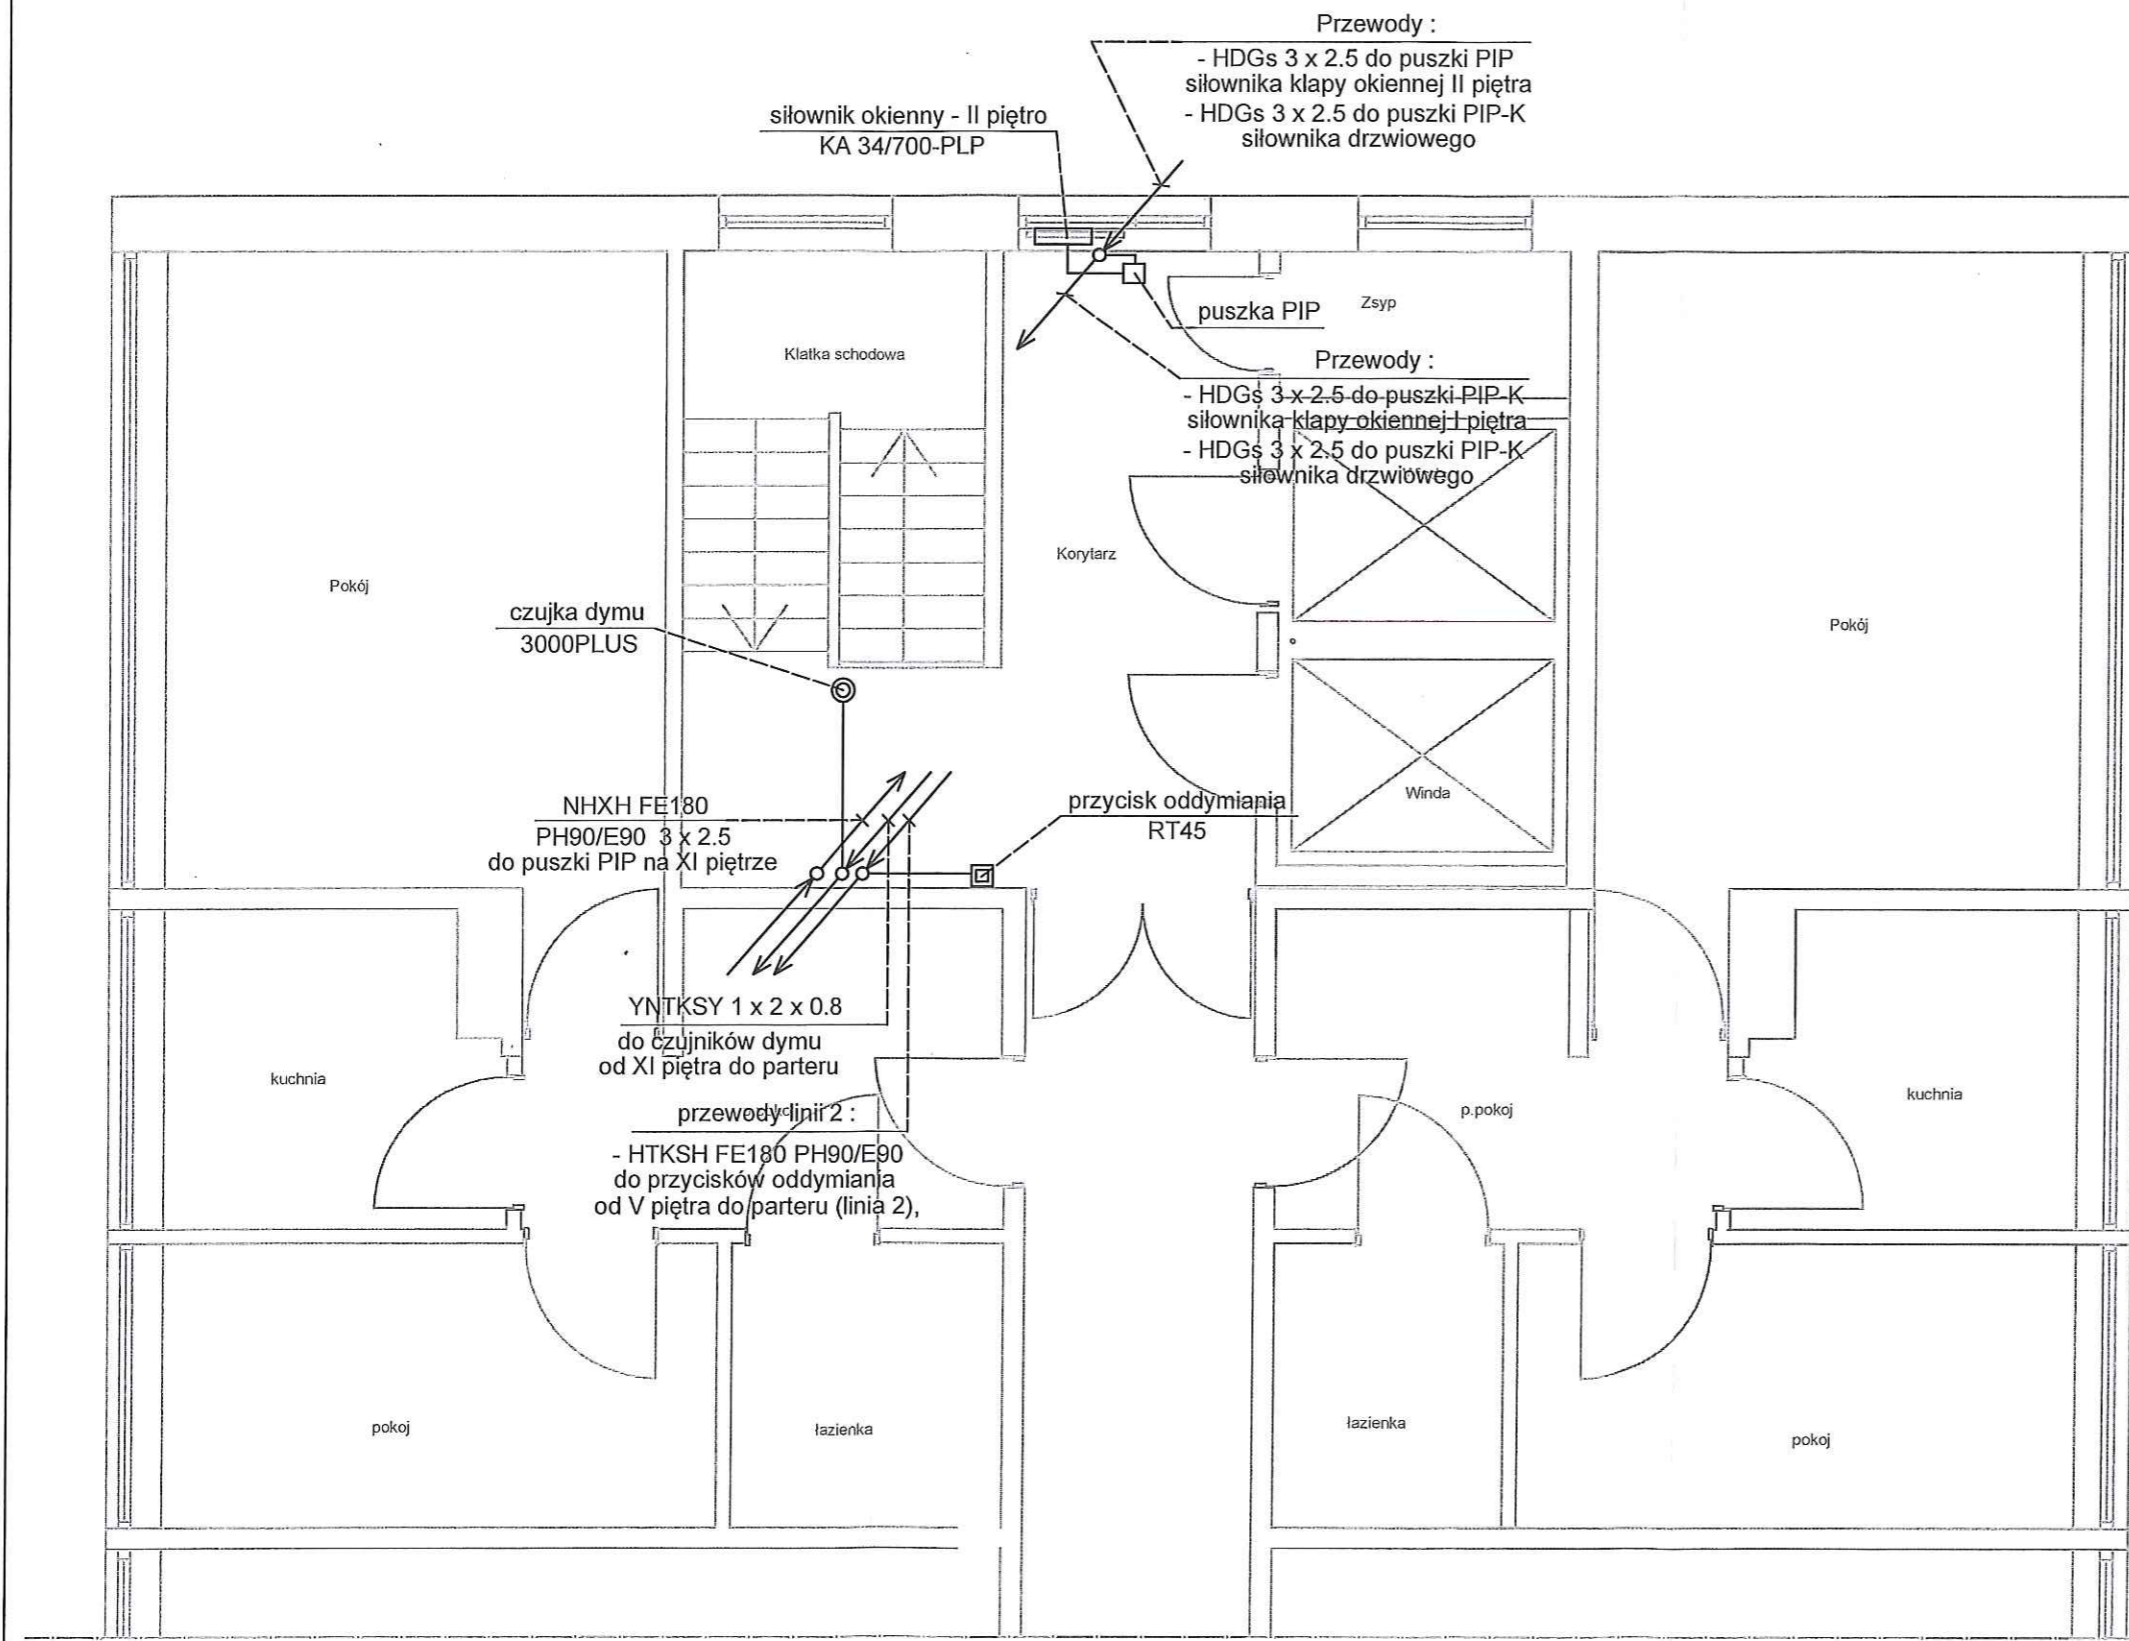 Przewody :
- HDGs 3 x 2.5 do puszki PIP
siłownika klapy okiennej II piętra
- HDGs 3 x 2.5 do puszki PIP-K
siłownika drzwiowego
siłownik okienny - II piętro
KA 34/700-PLP
puszka PIP
Zsyp
Klatka schodowa
Przewody :
- HDGs 3 x 2.5 do puszki PIP-K
siłownika klapy okiennej I piętra
- HDGs 3 x 2.5 do puszki PIP-K
siłownika drzwiowego
Korytarz
Pokój
czujka dymu
3000PLUS
Pokój
NHXH FE180
PH90/E90 3 x 2.5
do puszki PIP na XI piętrze
przycisk oddymiania
RT45
Winda
YNTKSY 1 x 2 x 0.8
do czujników dymu
od XI piętra do parteru
kuchnia
przewody linii 2 :
- HTKSH FE180 PH90/E90
do przycisków oddymiania
od V piętra do parteru (linia 2),
p.pokoj
kuchnia
pokoj
łazienka
łazienka
pokoj